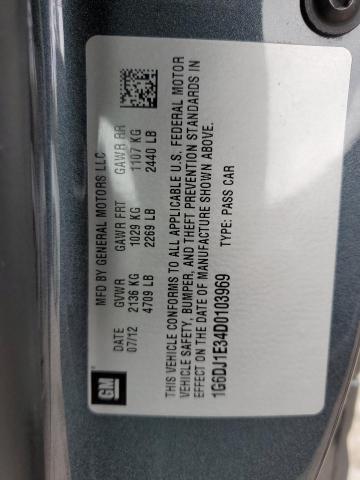 GM
MFD BY GENERAL MOTORS LLC
DATE GVWR GAWR FRT GAWR RR
07/12 2136 KG 1029 KG 1107 KG
4709 LB 2269 LB 2440 LB
THIS VEHICLE CONFORMS TO ALL APPLICABLE U.S. FEDERAL MOTOR
VEHICLE SAFETY, BUMPER, AND THEFT PREVENTION STANDARDS IN
EFFECT ON THE DATE OF MANUFACTURE SHOWN ABOVE.
1G6DJ1E34D0103969 TYPE: PASS CAR